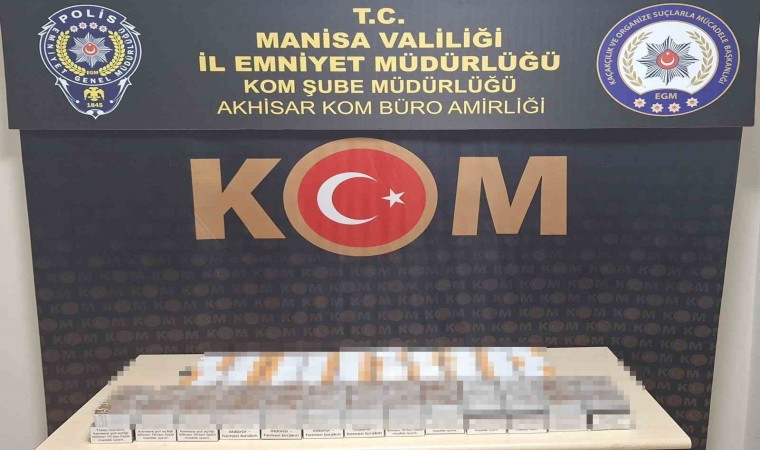 T.C.
MANİSA VALİLİĞİ
İL EMNİYET MÜDÜRLÜĞÜ
KOM ŞUBE MÜDÜRLÜĞÜ
AKHİSAR KOM BÜRO AMİRLİĞİ
POLİS
EMNİYET GENEL MÜDÜRLÜĞÜ
EGM
1845
KAÇAKÇILIK VE ORGANİZE SUÇLARLA MÜCADELE BAŞKANLIĞI
EGM
KOM